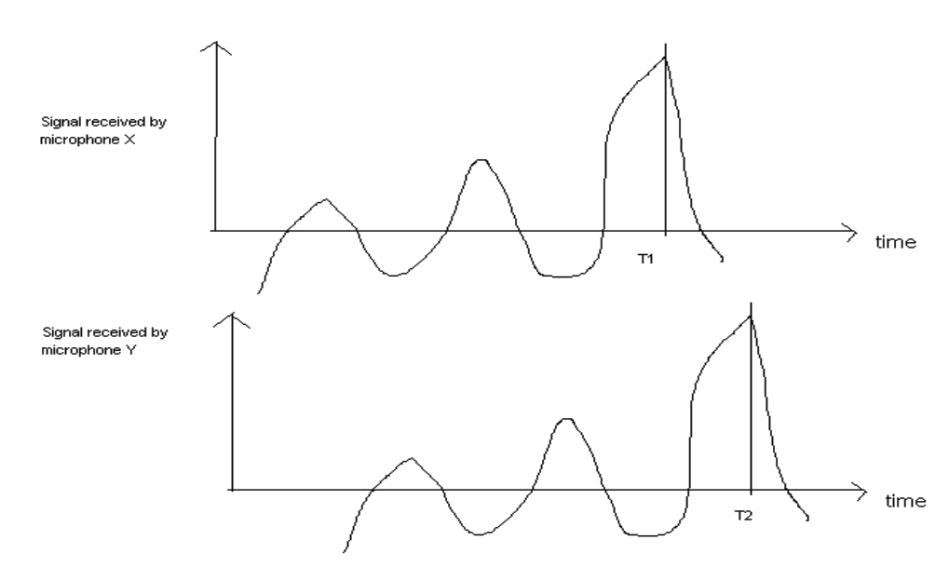 Signal received by
microphone X
time
T1
Signal received by
microphone Y
time
T2